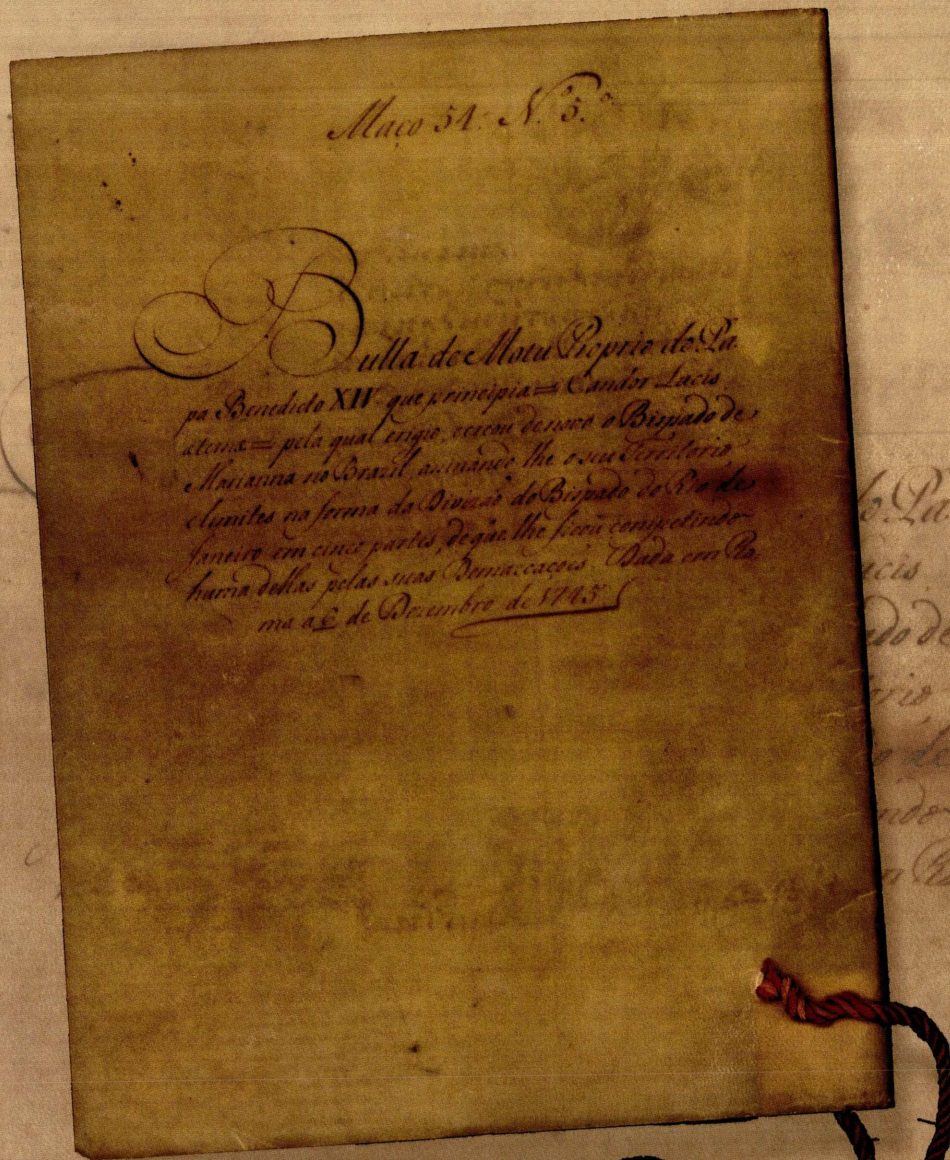 Maço 54. N.º 5.º
Bulla de Motu Proprio do Pa-
pa Benedicto XIV que principia = Candor Lucis
æternæ = pela qual erigio, e creou de novo o Bispado de
Marianna no Brazil, assinando lhe o seu Territorio
e limites na forma da Divisão do Bispado do Rio de
Janeiro em cinco partes, de que lhe ficou competindo
huma dellas pelas suas Demarcaçoes. Dada em Ro-
ma a 6 de Dezembro de 1745